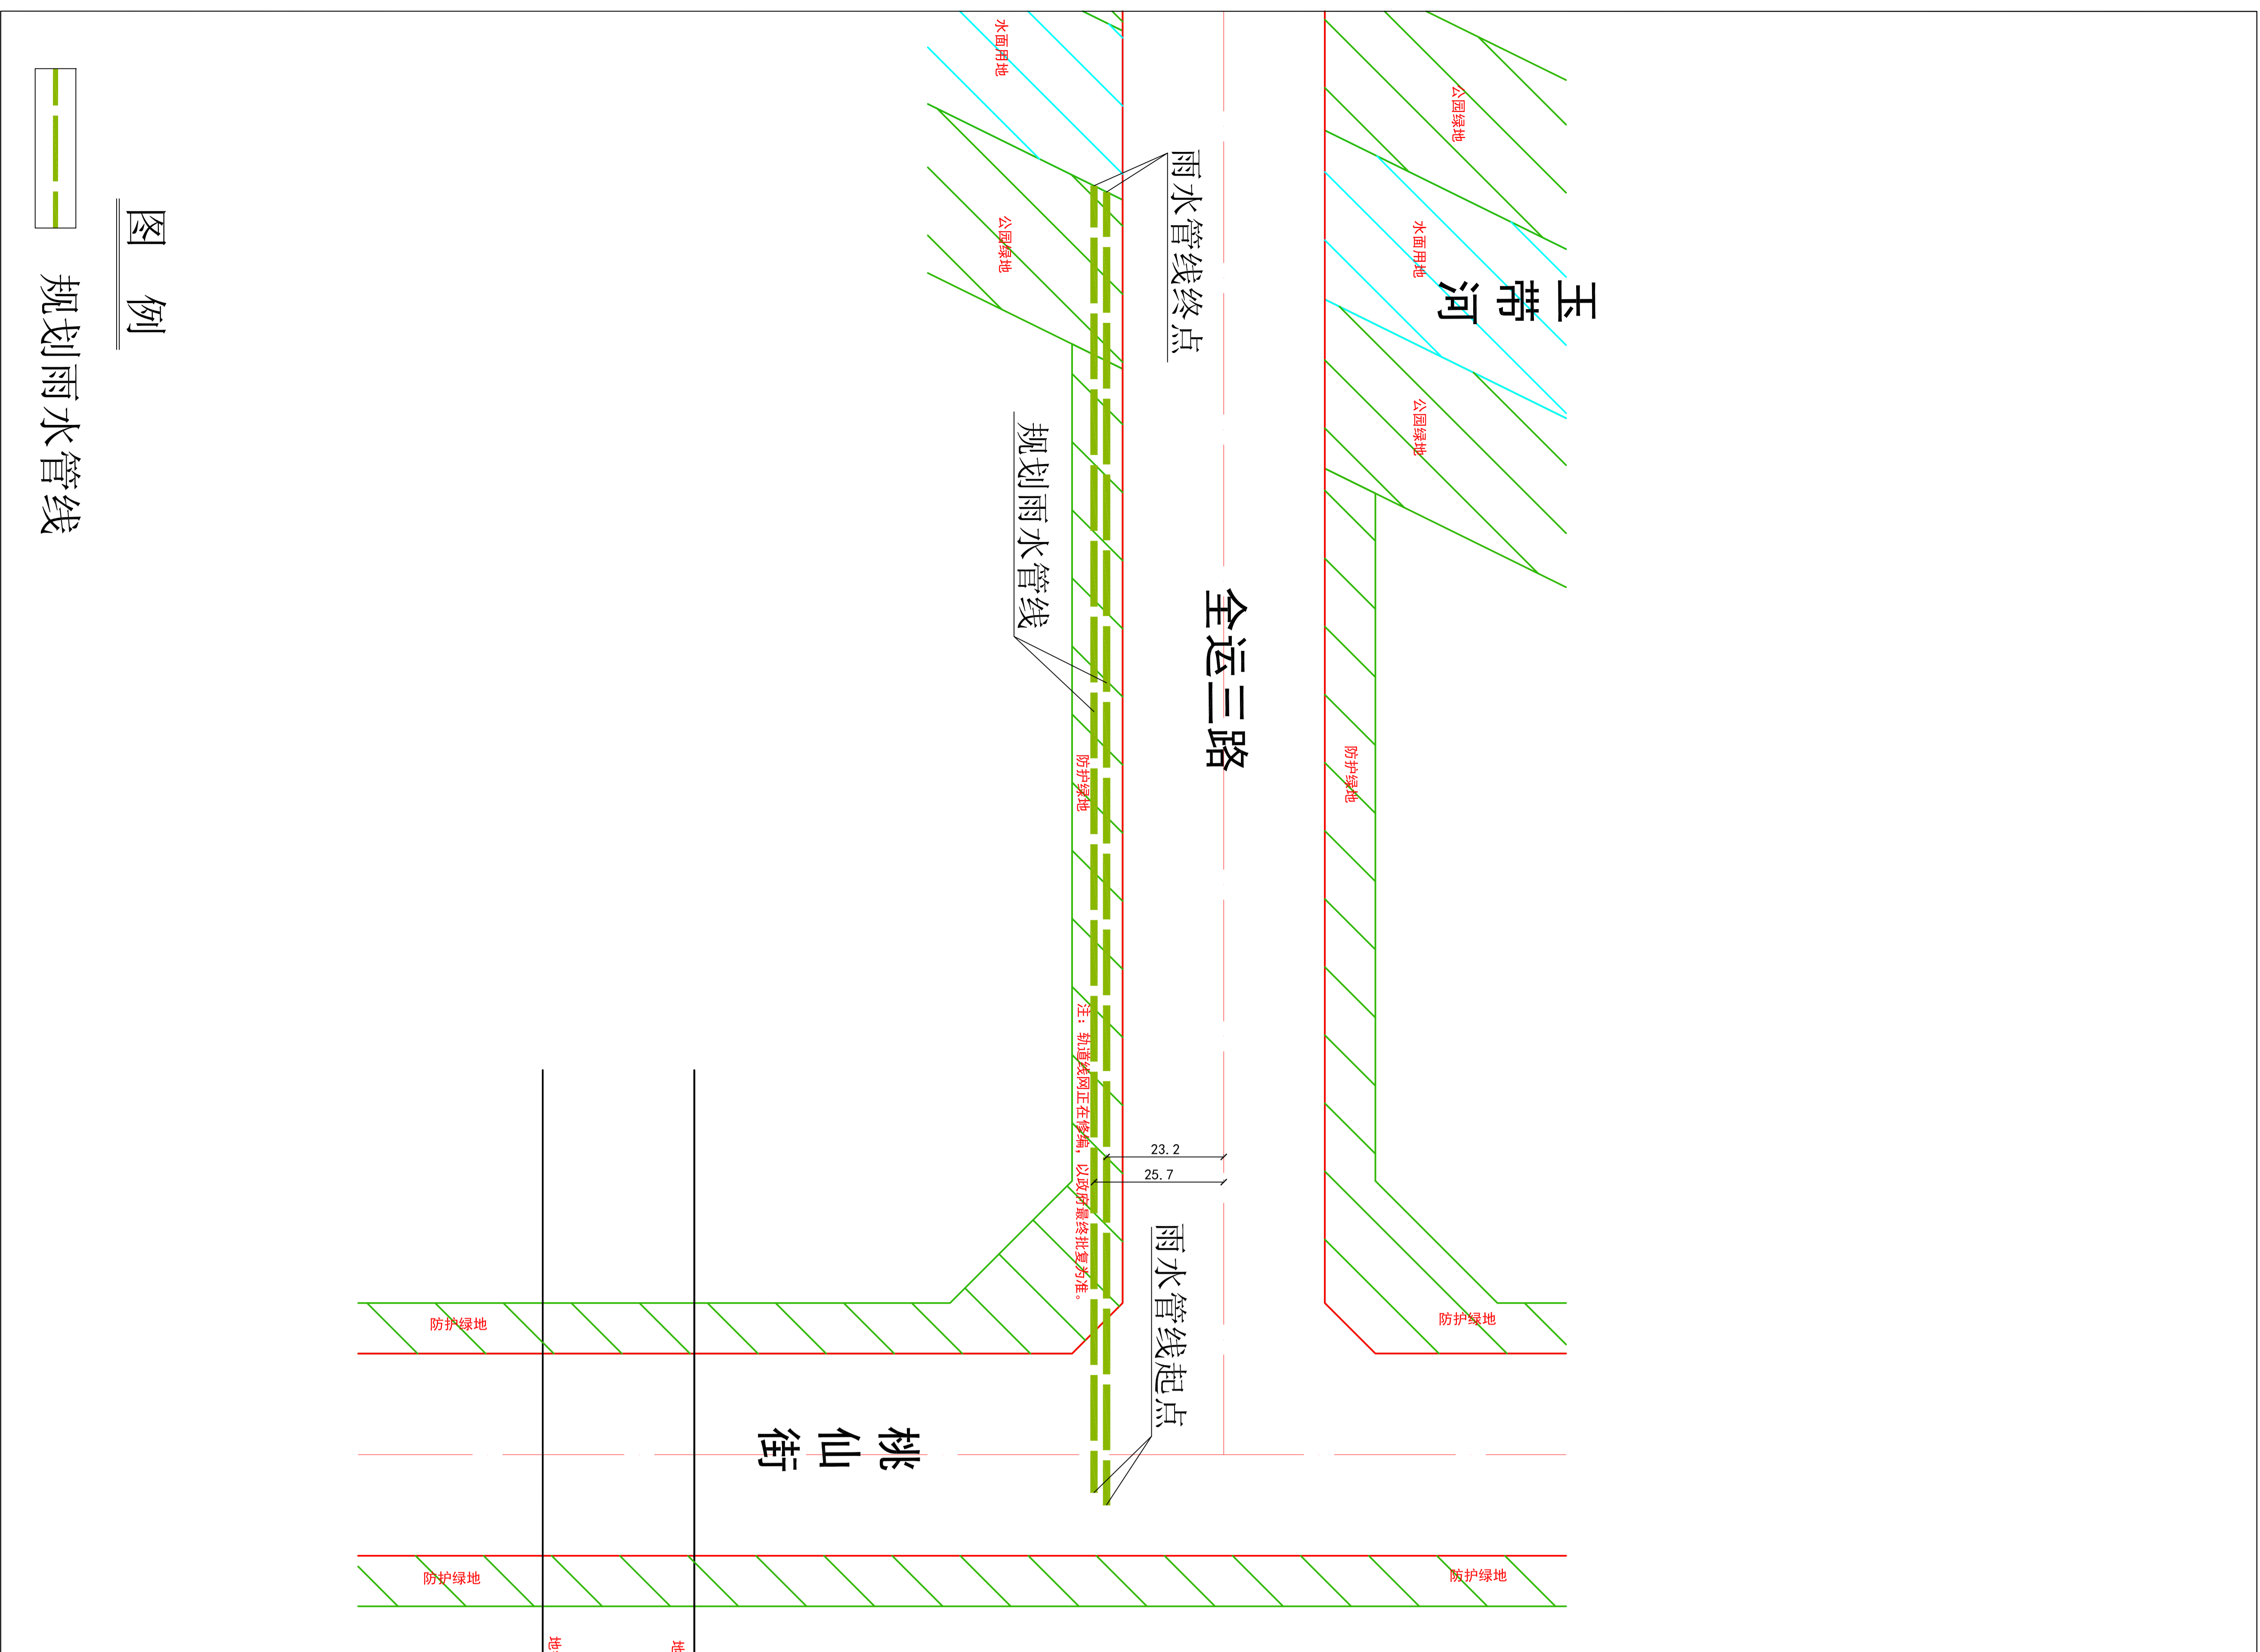 水面用地
公园绿地
雨水管线终点
公园绿地
水面用地
玉带河
公园绿地
图 例
规划雨水管线
规划雨水管线
全运三路
防护绿地
防护绿地
注：轨道线网正在修编，以政府最终批复为准。
23.2
25.7
雨水管线起点
防护绿地
防护绿地
桃仙街
防护绿地
防护绿地
地
地